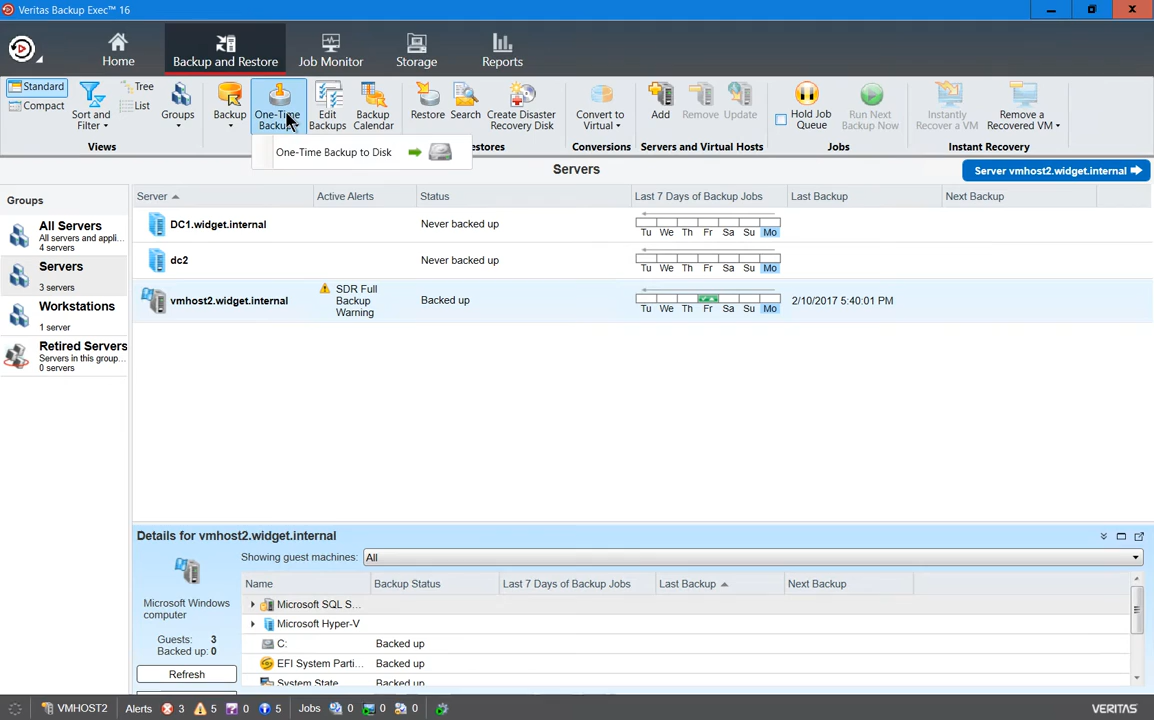 Veritas Backup Exec™ 16
Home
Backup and Restore
Job Monitor
Storage
Reports
Standard
Compact
Sort and
Filter
Tree
List
Groups
Views
Backup
One-Time
Backup
Edit
Backups
Backup
Calendar
Restore
Search
Create Disaster
Recovery Disk
Convert to
Virtual
Add
Remove
Update
Hold Job
Queue
Run Next
Backup Now
Instantly
Recover a VM
Remove a
Recovered VM
One-Time Backup to Disk
stores
Conversions
Servers and Virtual Hosts
Jobs
Instant Recovery
Servers
Server vmhost2.widget.internal
Groups
All Servers
All servers and appli...
4 servers
Servers
3 servers
Workstations
1 server
Retired Servers
Servers in this group...
0 servers
Server
Active Alerts
Status
Last 7 Days of Backup Jobs
Last Backup
Next Backup
DC1.widget.internal
Never backed up
Tu We Th Fr Sa Su Mo
dc2
Never backed up
Tu We Th Fr Sa Su Mo
vmhost2.widget.internal
SDR Full
Backup
Warning
Backed up
Tu We Th Fr Sa Su Mo
2/10/2017 5:40:01 PM
Details for vmhost2.widget.internal
Microsoft Windows
computer
Guests: 3
Backed up: 0
Refresh
Showing guest machines: All
Name
Backup Status
Last 7 Days of Backup Jobs
Last Backup
Next Backup
Microsoft SQL S...
Microsoft Hyper-V
C: Backed up
EFI System Parti... Backed up
System State Backed up
VMHOST2
Alerts 3 5 0 5
Jobs 0 0 0
VERITAS